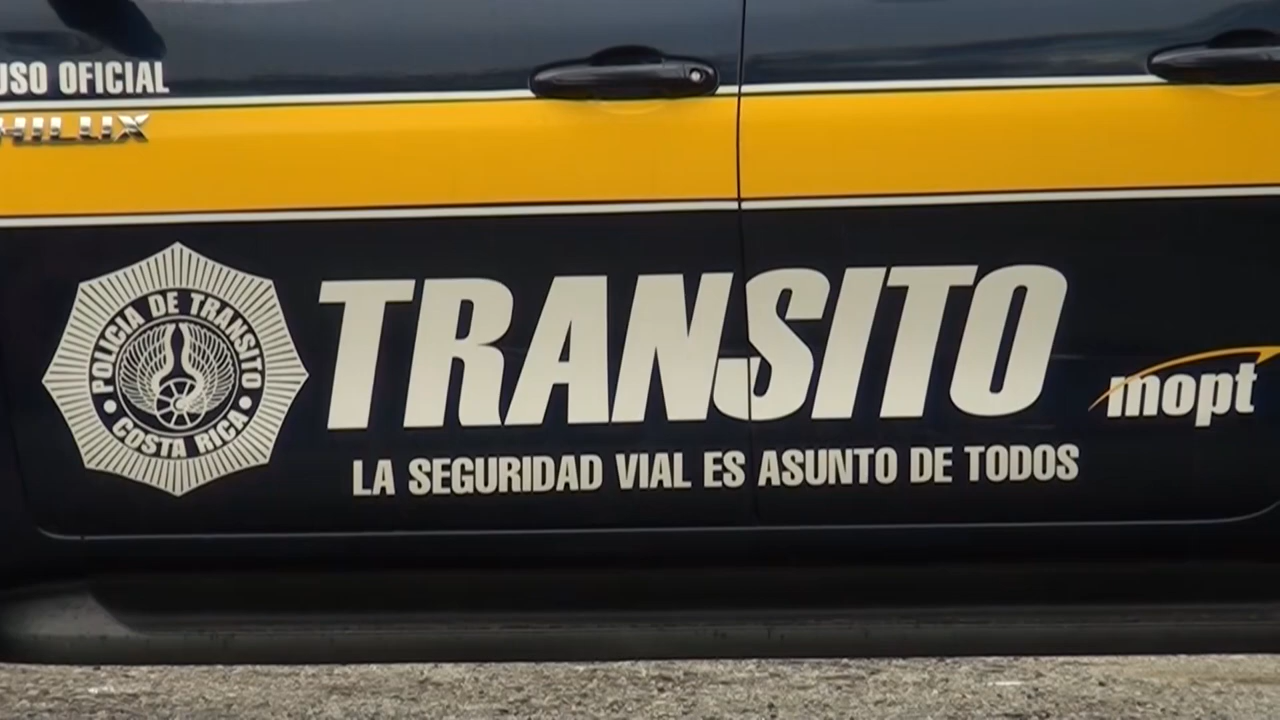 USO OFICIAL
HILUX
POLICIA DE TRANSITO
COSTA RICA
TRANSITO
mopt
LA SEGURIDAD VIAL ES ASUNTO DE TODOS